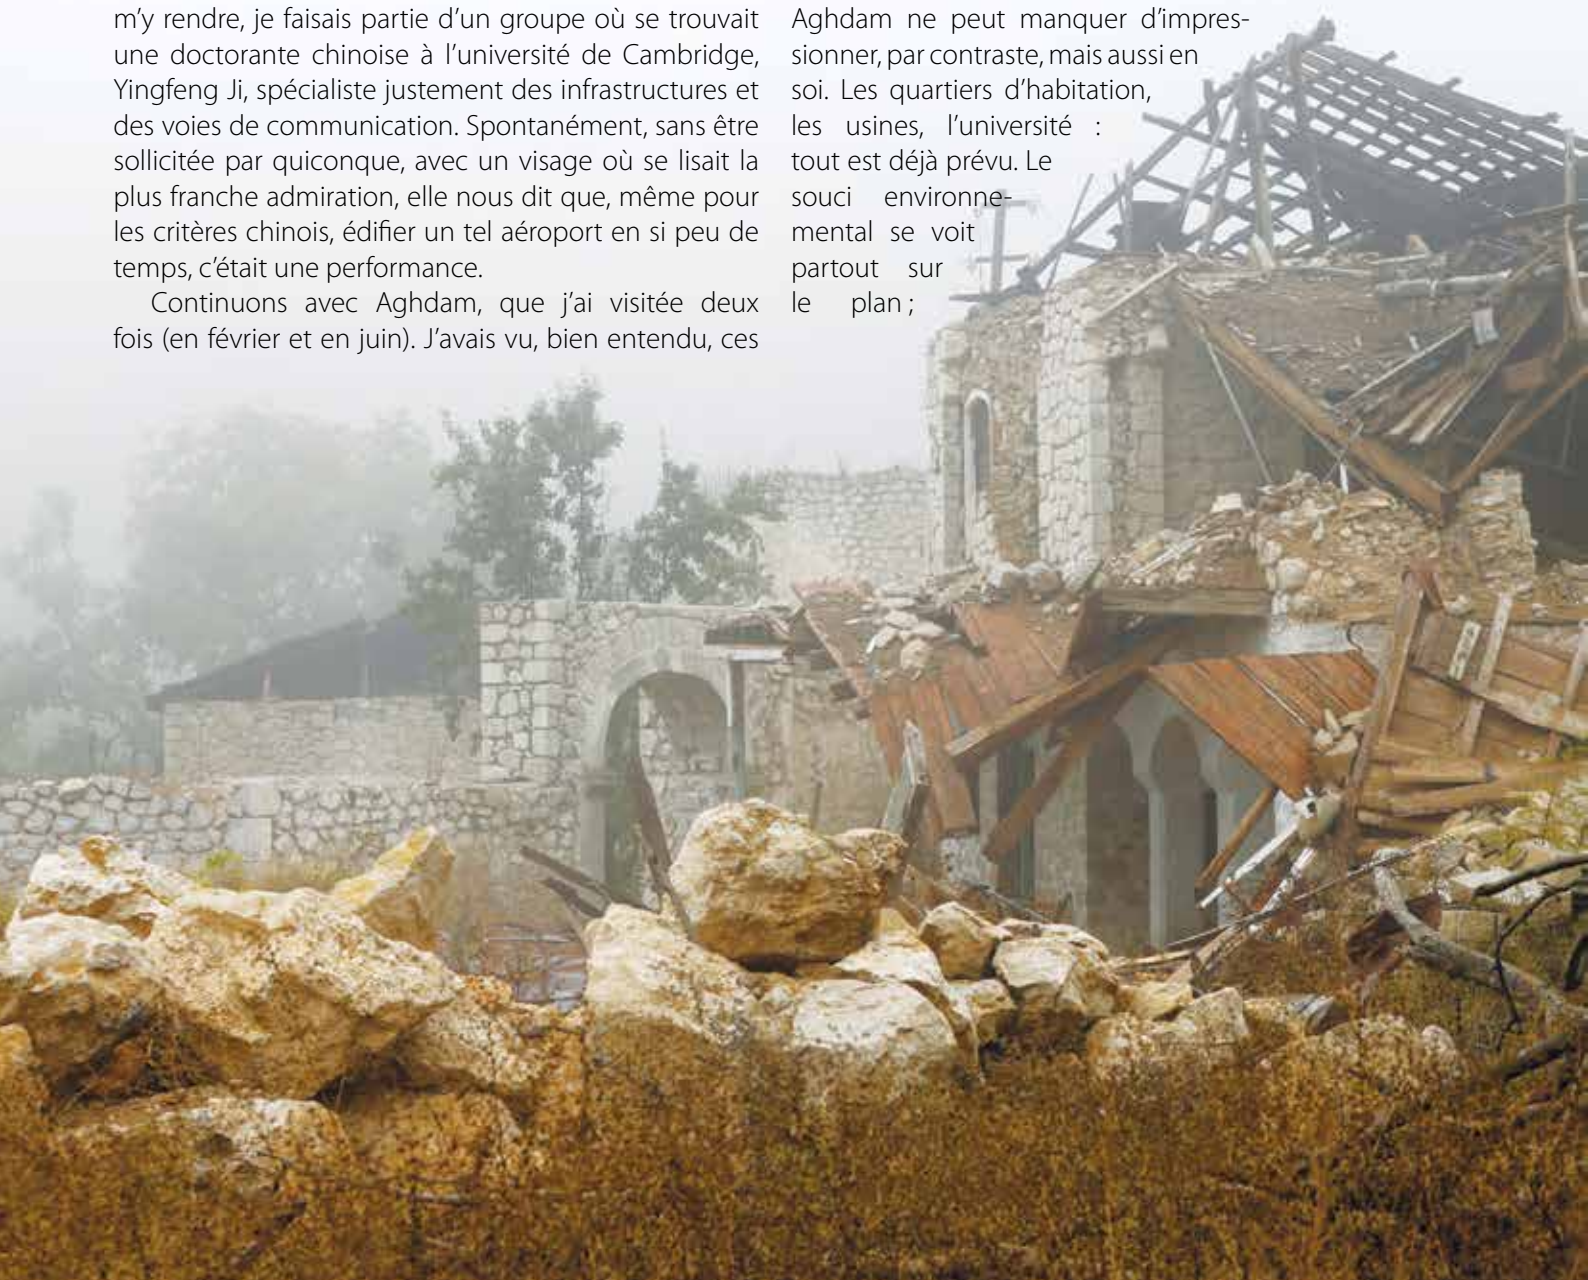 m’y rendre, je faisais partie d’un groupe où se trouvait
une doctorante chinoise à l’université de Cambridge,
Yingfeng Ji, spécialiste justement des infrastructures et
des voies de communication. Spontanément, sans être
sollicitée par quiconque, avec un visage où se lisait la
plus franche admiration, elle nous dit que, même pour
les critères chinois, édifier un tel aéroport en si peu de
temps, c’était une performance.
Continuons avec Aghdam, que j’ai visitée deux
fois (en février et en juin). J’avais vu, bien entendu, ces
Aghdam ne peut manquer d’impres-
sionner, par contraste, mais aussi en
soi. Les quartiers d’habitation,
les usines, l’université :
tout est déjà prévu. Le
souci environne-
mental se voit
partout sur
le plan ;